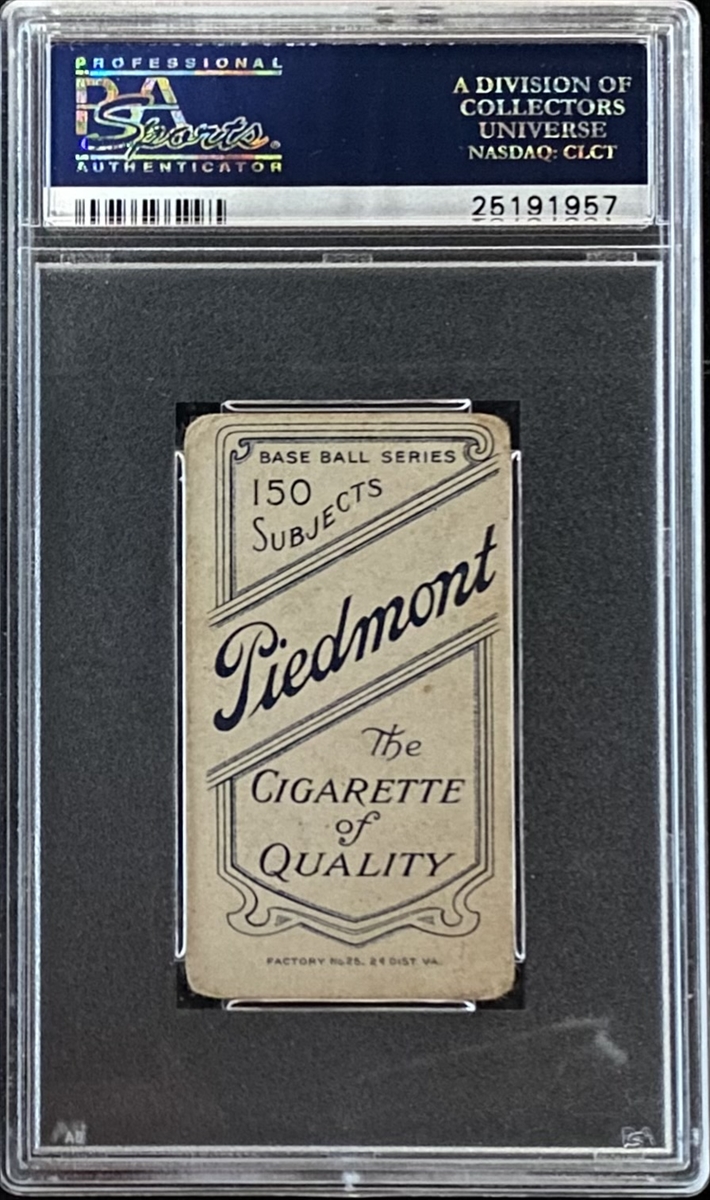 PROFESSIONAL
PSA
Sports®
AUTHENTICATOR
A DIVISION OF
COLLECTORS
UNIVERSE
NASDAQ: CLCT
25191957
BASE BALL SERIES
150
SUBJECTS
Piedmont
The
CIGARETTE
of
QUALITY
FACTORY No 25, 2d DIST. VA.
PSA